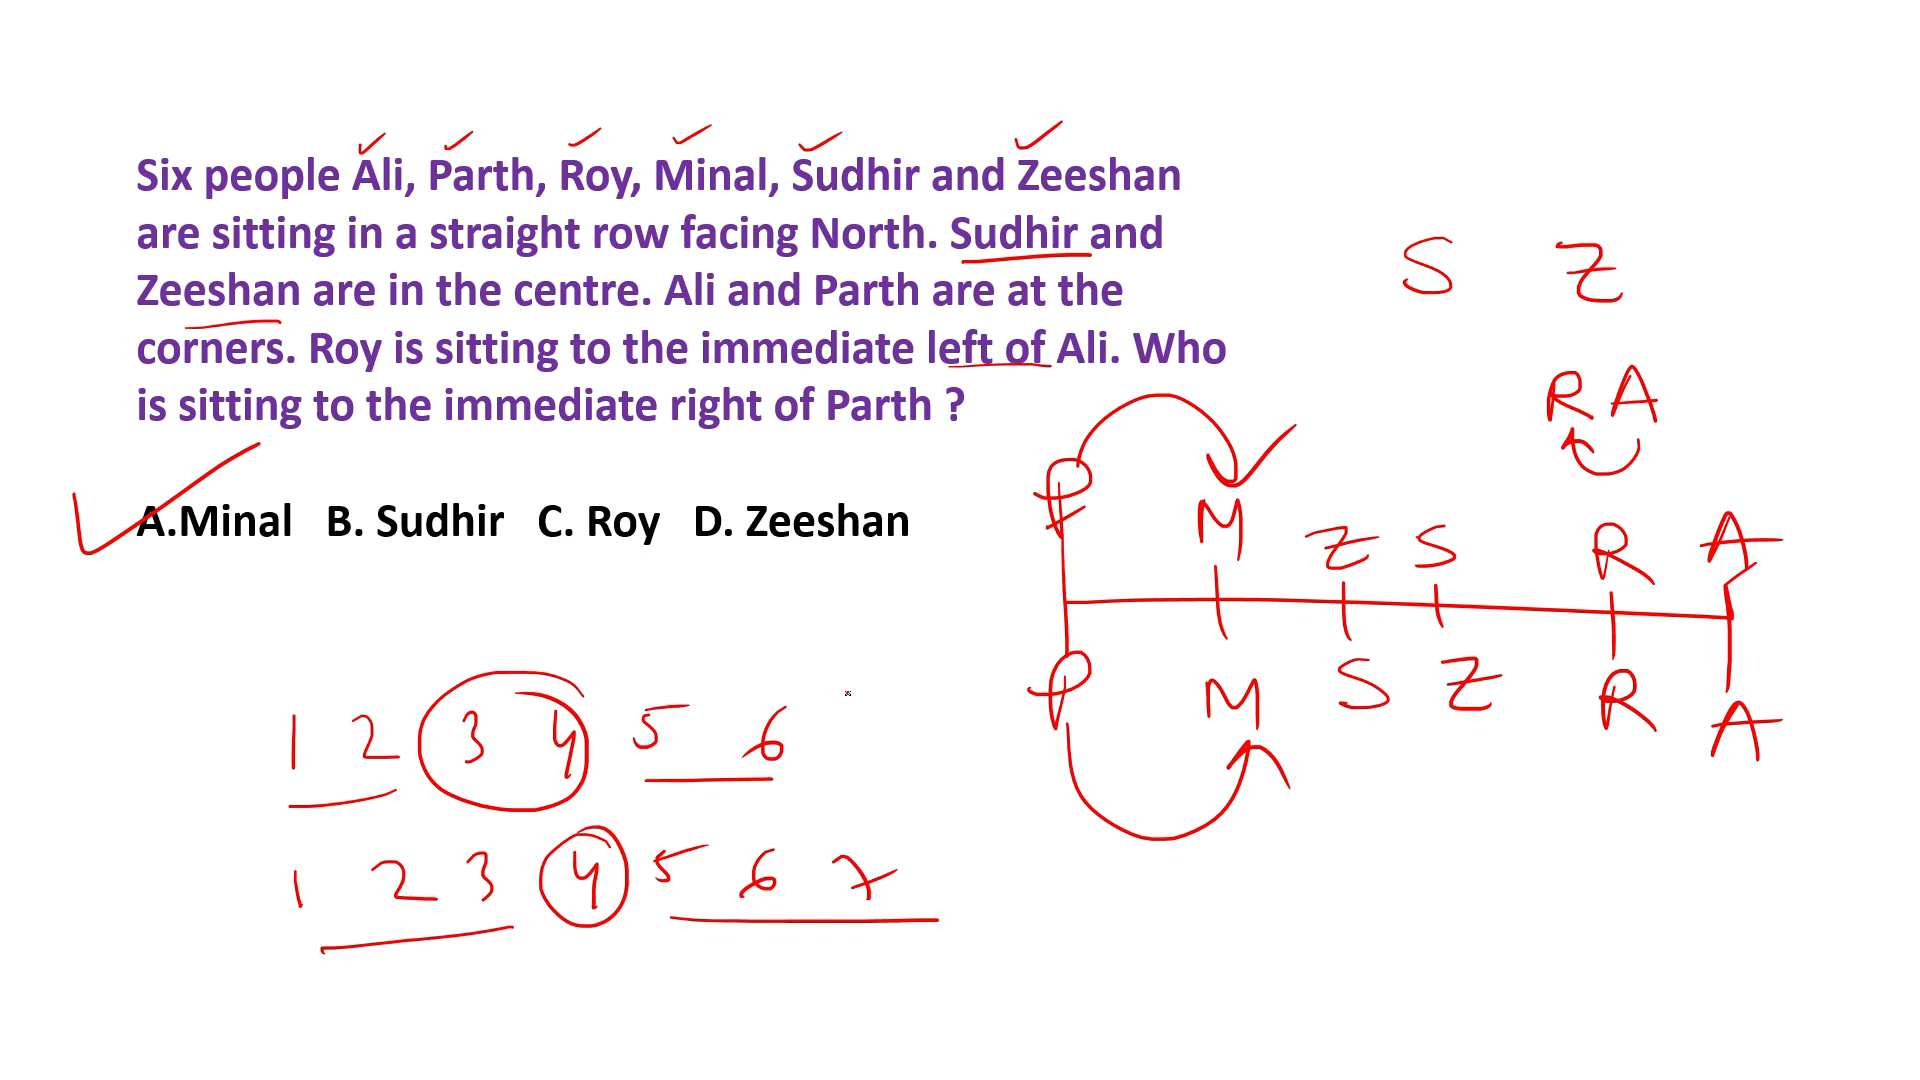 Six people Ali, Parth, Roy, Minal, Sudhir and Zeeshan
are sitting in a straight row facing North. Sudhir and
Zeeshan are in the centre. Ali and Parth are at the
corners. Roy is sitting to the immediate left of Ali. Who
is sitting to the immediate right of Parth ?
A.Minal B. Sudhir C. Roy D. Zeeshan
S Z
R A
P M Z S R A
P M S Z R A
1 2 3 4 5 6
1 2 3 4 5 6 7